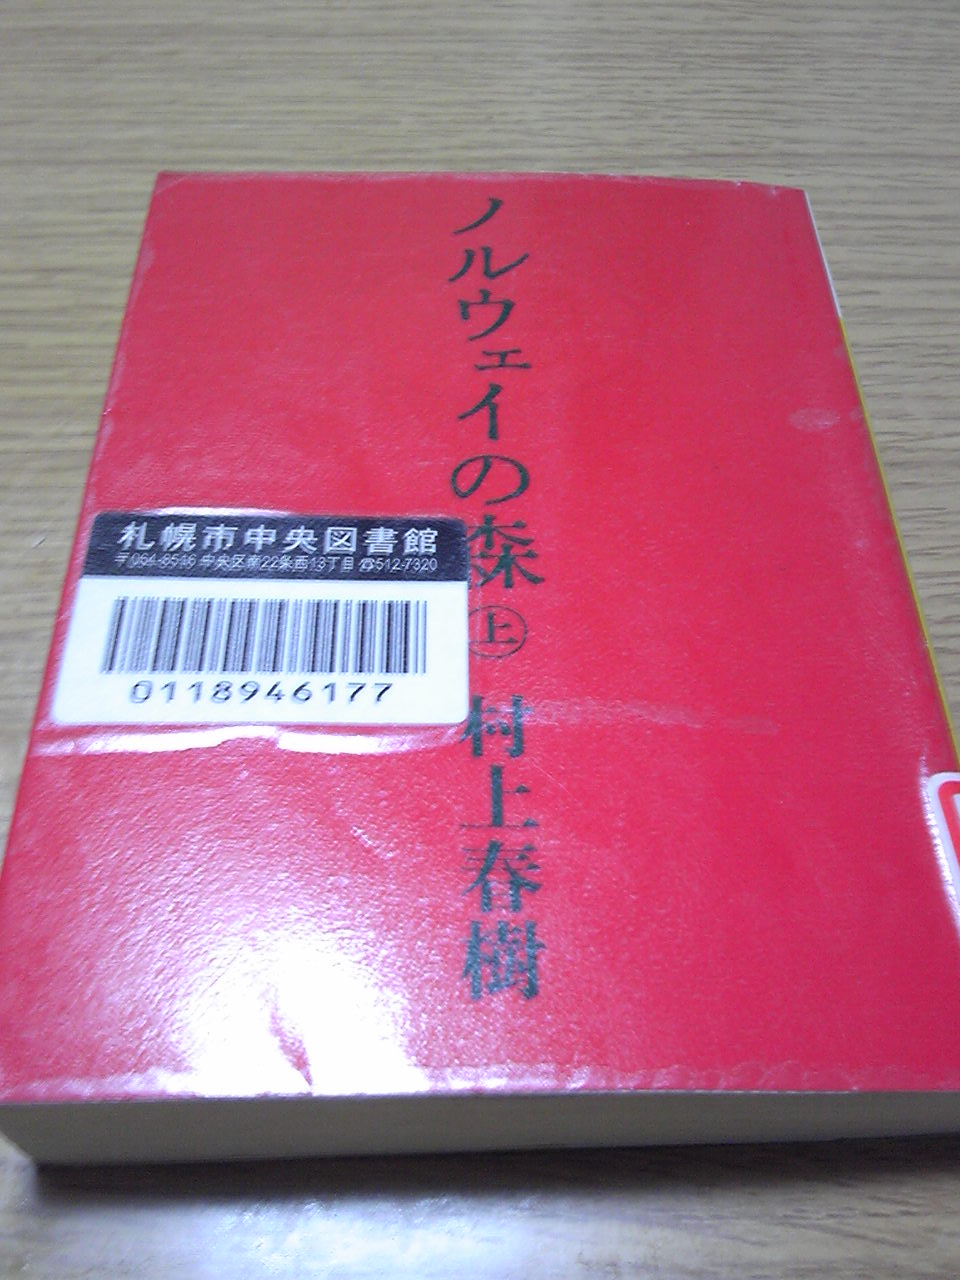 ノルウェイの森 上 村上春樹
札幌市中央図書館
〒064-8516 中央区南22条西13丁目 ☎512-7320
0118946177